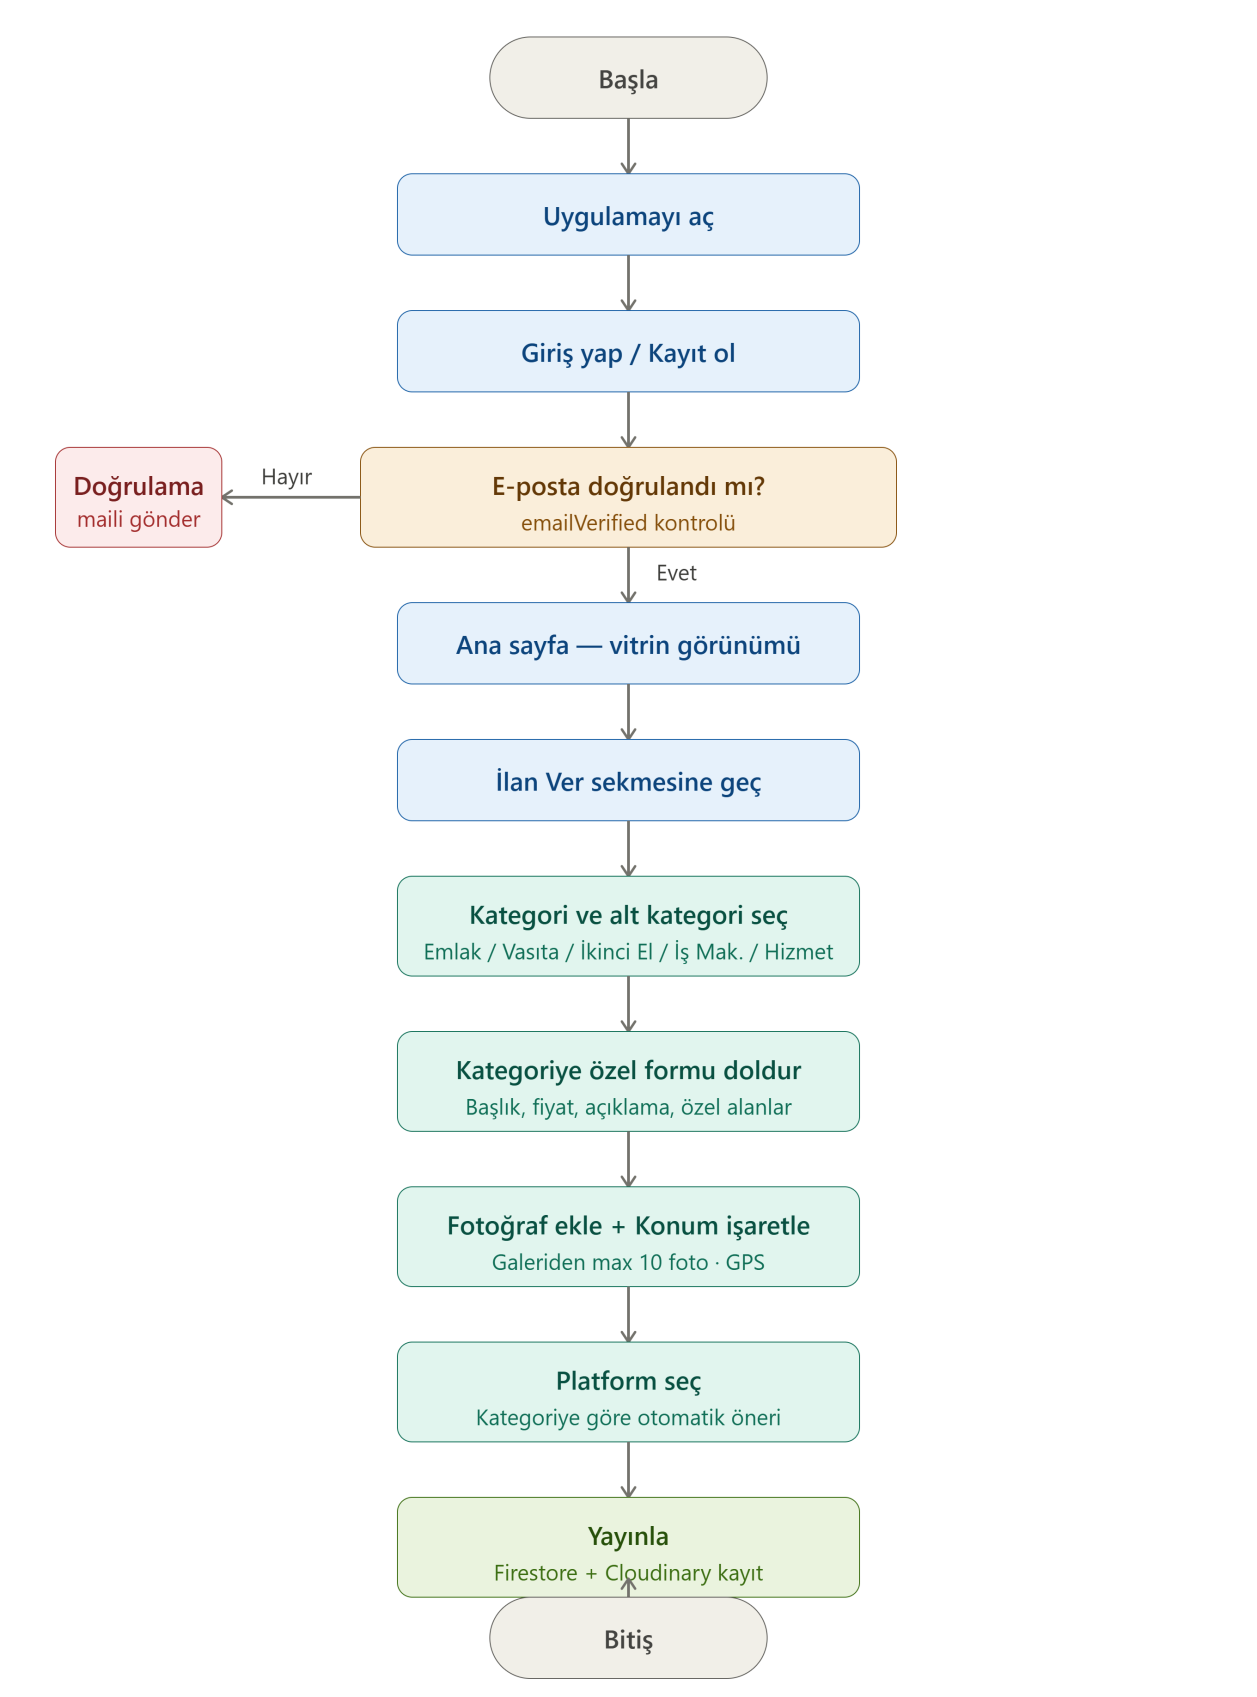 Başla
Uygulamayı aç
Giriş yap / Kayıt ol
Doğrulama
maili gönder
Hayır
E-posta doğrulandı mı?
emailVerified kontrolü
Evet
Ana sayfa — vitrin görünümü
İlan Ver sekmesine geç
Kategori ve alt kategori seç
Emlak / Vasıta / İkinci El / İş Mak. / Hizmet
Kategoriye özel formu doldur
Başlık, fiyat, açıklama, özel alanlar
Fotoğraf ekle + Konum işaretle
Galeriden max 10 foto · GPS
Platform seç
Kategoriye göre otomatik öneri
Yayınla
Firestore + Cloudinary kayıt
Bitiş